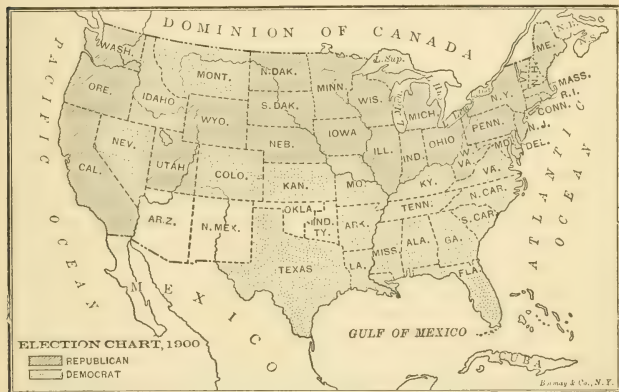 DOMINION OF CANADA
PACIFIC OCEAN
ATLANTIC OCEAN
WASH.
MONT.
N.DAK.
MINN.
L. Sup.
ME.
ORE.
IDAHO
S.DAK.
WIS.
MICH.
N.Y.
MASS.
R.I.
CONN.
WYO.
IOWA
PENN.
N.J.
NEV.
NEB.
ILL.
IND.
OHIO
MD.
DEL.
UTAH
COLO.
W.
VA.
CAL.
KAN.
MO.
KY.
VA.
TENN.
N.CAR.
ARZ.
N.MEX.
OKLA.
IND.
TY.
ARK.
S.CAR.
TEXAS
LA.
MISS.
ALA.
GA.
FLA.
MEXICO
GULF OF MEXICO
CUBA
ELECTION CHART, 1900
REPUBLICAN
DEMOCRAT
& Co., N.Y.